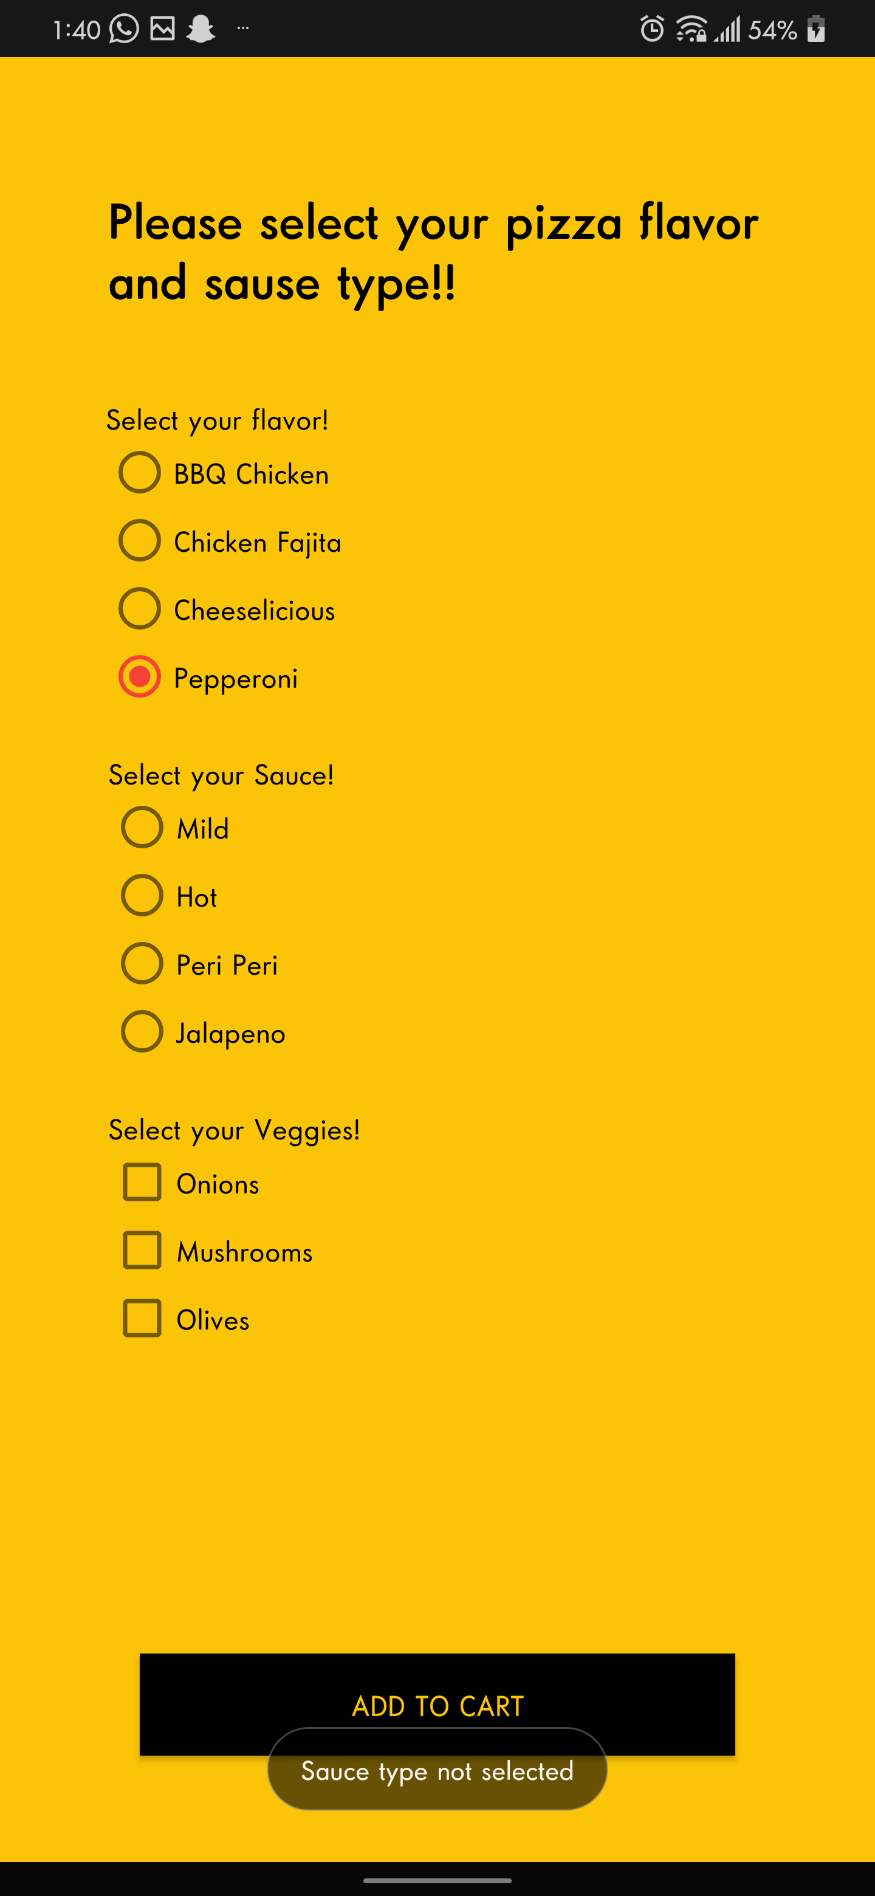 1:40 54%
Please select your pizza flavor
and sause type!!
Select your flavor!
BBQ Chicken
Chicken Fajita
Cheeselicious
Pepperoni
Select your Sauce!
Mild
Hot
Peri Peri
Jalapeno
Select your Veggies!
Onions
Mushrooms
Olives
ADD TO CART
Sauce type not selected